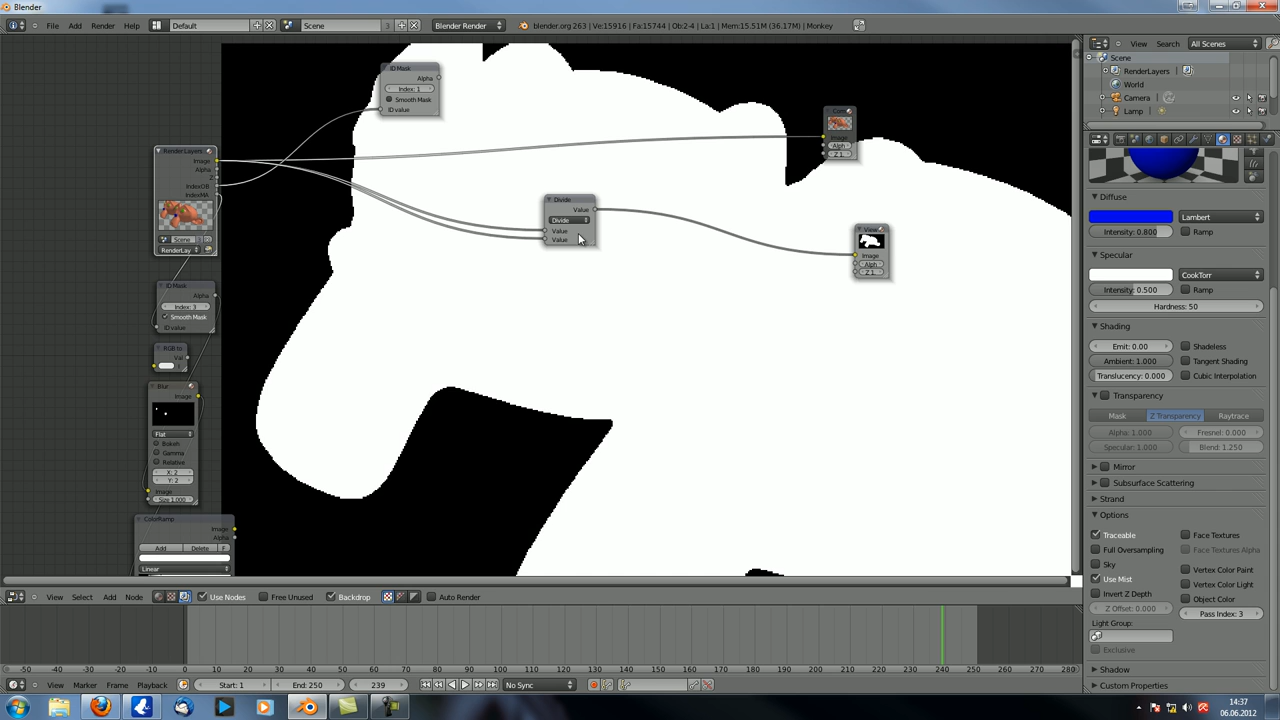 Blender
File Add Render Help Default Scene 3 Blender Render blender.org 263 | Ve:15916 | Fa:15744 | Ob:2-4 | La:1 | Mem:15.51M (36.17M) | Monkey
View Search All Scenes
Scene
RenderLayers
World
Camera
Lamp
ID Mask
Alpha
Index: 1
Smooth Mask
ID value
Image
Alph
Z 1.
Render Layers
Image
Alpha
Z
IndexOB
IndexMA
Scene
RenderLay
Divide
Value
Divide
Value
Value
View
Image
Alph
Z 1.
ID Mask
Alpha
Index: 3
Smooth Mask
ID value
RGB to
Val
Blur
Image
Flat
Bokeh
Gamma
Relative
X: 2
Y: 2
Image
Size 1.000
ColorRamp
Image
Alpha
Add Delete F
Linear
Diffuse
Lambert
Intensity: 0.800 Ramp
Specular
CookTorr
Intensity: 0.500 Ramp
Hardness: 50
Shading
Emit: 0.00 Shadeless
Ambient: 1.000 Tangent Shading
Translucency: 0.000 Cubic Interpolation
Transparency
Mask Z Transparency Raytrace
Alpha: 1.000 Fresnel: 0.000
Specular: 1.000 Blend: 1.250
Mirror
Subsurface Scattering
Strand
Options
Traceable Face Textures
Full Oversampling Face Textures Alpha
Sky Vertex Color Paint
Use Mist Vertex Color Light
Invert Z Depth Object Color
Z Offset: 0.000 Pass Index: 3
Light Group:
Exclusive
Shadow
Custom Properties
View Select Add Node Use Nodes Free Unused Backdrop Auto Render
-50 -40 -30 -20 -10 0 10 20 30 40 50 60 70 80 90 100 110 120 130 140 150 160 170 180 190 200 210 220 230 240 250 260 270 280
View Marker Frame Playback Start: 1 End: 250 239 No Sync
14:37
06.06.2012